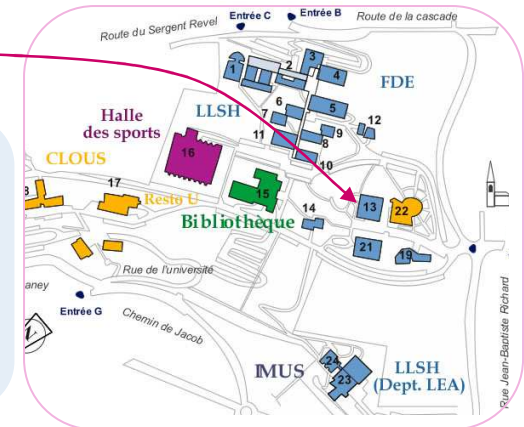 Entrée C
Entrée B
Route de la cascade
Route du Sergent Revel
3
2
1
4
FDE
LLSH
6
5
7
12
9
8
11
10
Halle
des sports
16
CLOUS
17
Resto U
15
Bibliothèque
14
13
22
21
19
Rue de l'université
aney
Entrée G
Chemin de Jacob
IMUS
24
23
LLSH
(Dept. LEA)
Rue Jean-Baptiste Richard